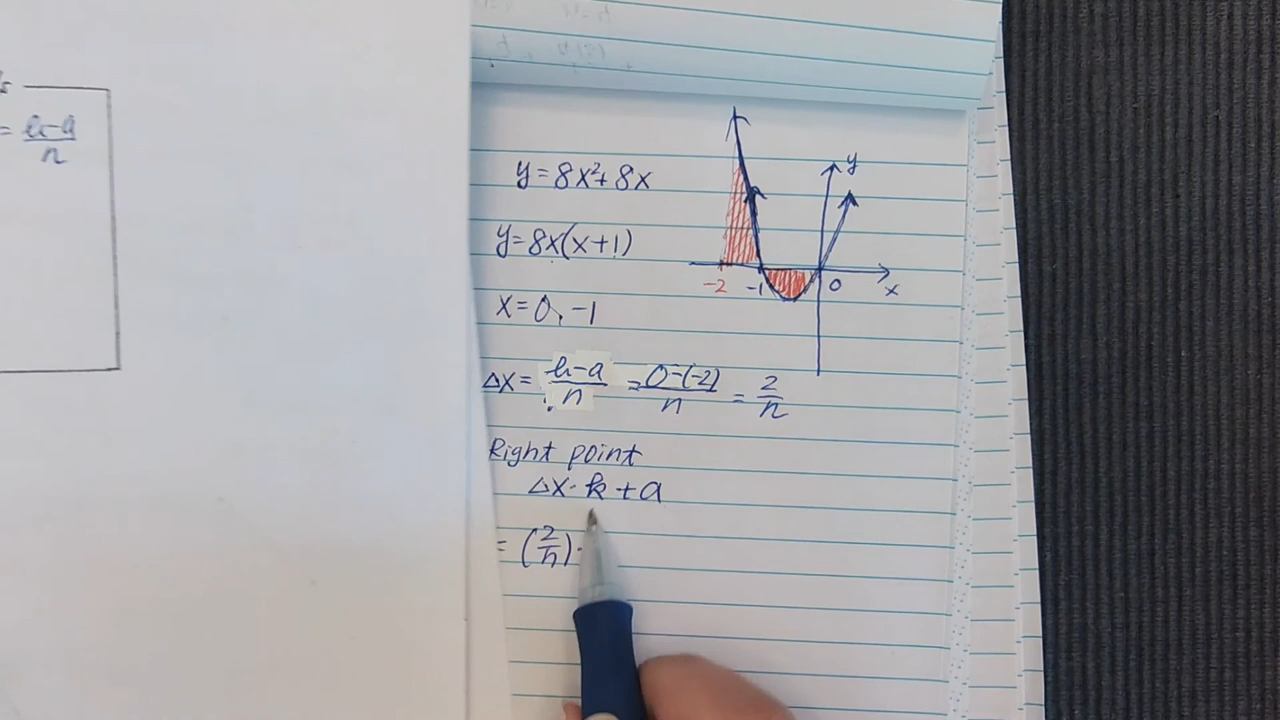 = b-a/n
y = 8x²+ 8x
y=8x(x+1)
x = 0, -1
y
-2 -1 0 x
Δx = b-a/n = 0-(-2)/n = 2/n
Right point
Δx·k+a
= (2/n)·